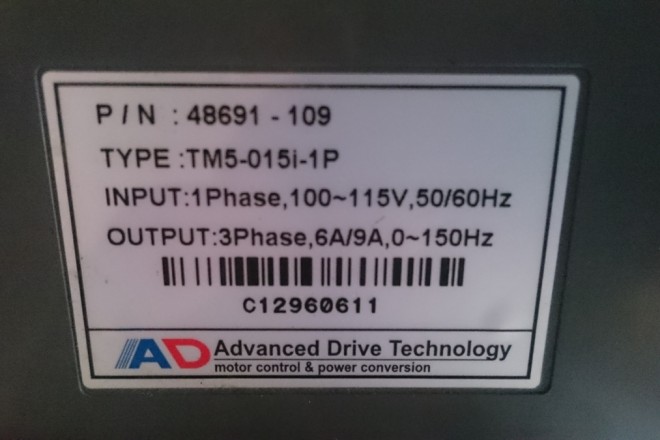 P/N : 48691 - 109
TYPE :TM5-015i-1P
INPUT:1Phase,100~115V,50/60Hz
OUTPUT:3Phase,6A/9A,0~150Hz
C12960611
AD Advanced Drive Technology
motor control & power conversion